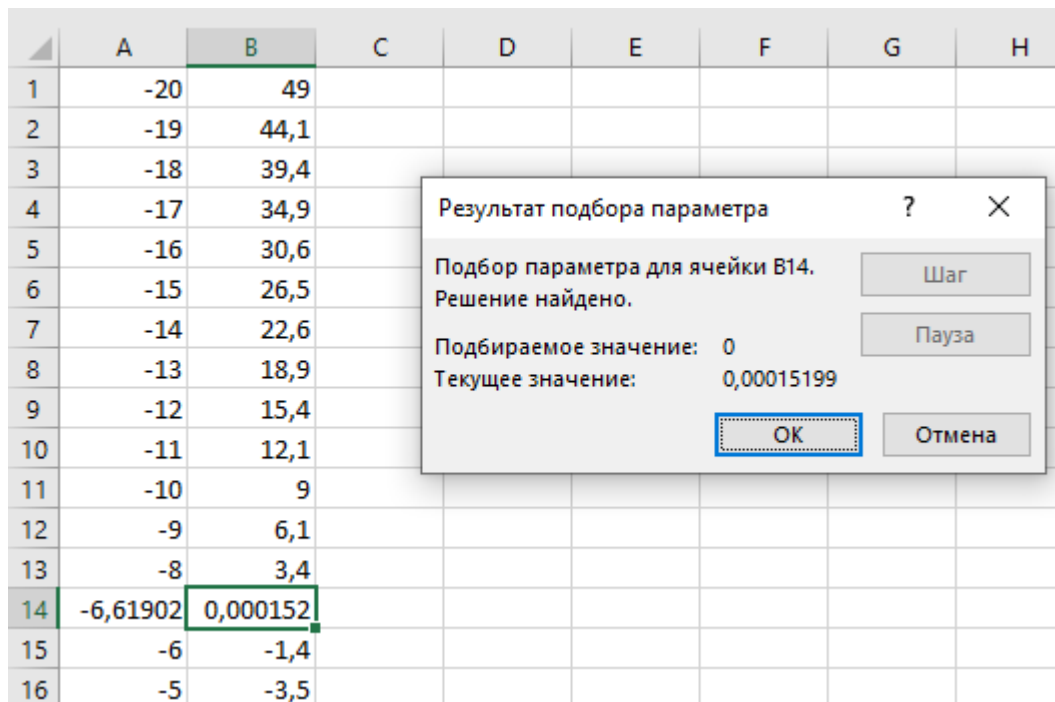 A B C D E F G H
1 -20 49
2 -19 44,1
3 -18 39,4
4 -17 34,9
5 -16 30,6
6 -15 26,5
7 -14 22,6
8 -13 18,9
9 -12 15,4
10 -11 12,1
11 -10 9
12 -9 6,1
13 -8 3,4
14 -6,61902 0,000152
15 -6 -1,4
16 -5 -3,5
Результат подбора параметра ?
Подбор параметра для ячейки B14.
Решение найдено.
Подбираемое значение: 0
Текущее значение: 0,00015199
Шаг
Пауза
ОК
Отмена